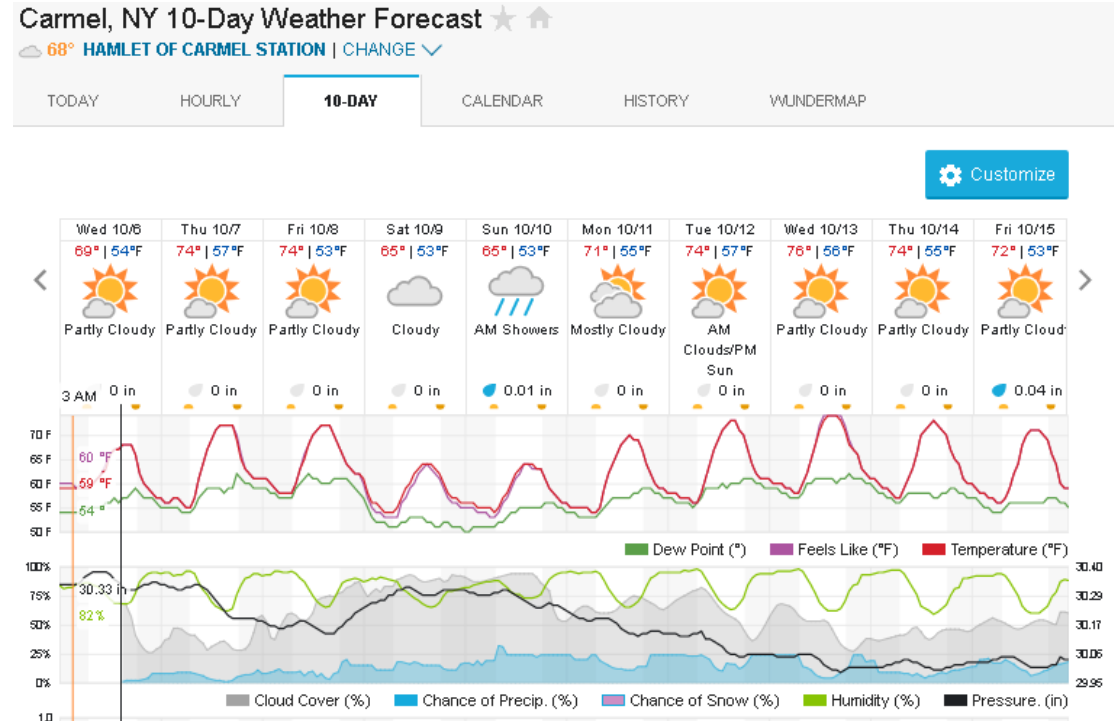 Carmel, NY 10-Day Weather Forecast
68° HAMLET OF CARMEL STATION | CHANGE
TODAY HOURLY 10-DAY CALENDAR HISTORY WUNDERMAP
Customize
Wed 10/6 Thu 10/7 Fri 10/8 Sat 10/9 Sun 10/10 Mon 10/11 Tue 10/12 Wed 10/13 Thu 10/14 Fri 10/15
69° | 54°F 74° | 57°F 74° | 53°F 65° | 53°F 65° | 53°F 71° | 55°F 74° | 57°F 76° | 56°F 74° | 55°F 72° | 53°F
Partly Cloudy Partly Cloudy Partly Cloudy Cloudy AM Showers Mostly Cloudy AM Partly Cloudy Partly Cloudy Partly Cloud
Clouds/PM
Sun
3 AM 0 in 0 in 0 in 0 in 0.01 in 0 in 0 in 0 in 0 in 0.04 in
70 F
65 F 60 °F
60 F 59 °F
55 F 54 °
50 F
Dew Point (°) Feels Like (°F) Temperature (°F)
100% 30.40
75% 30.33 in 30.29
82%
50% 30.17
25% 30.06
0% 29.95
Cloud Cover (%) Chance of Precip. (%) Chance of Snow (%) Humidity (%) Pressure. (in)
1.0